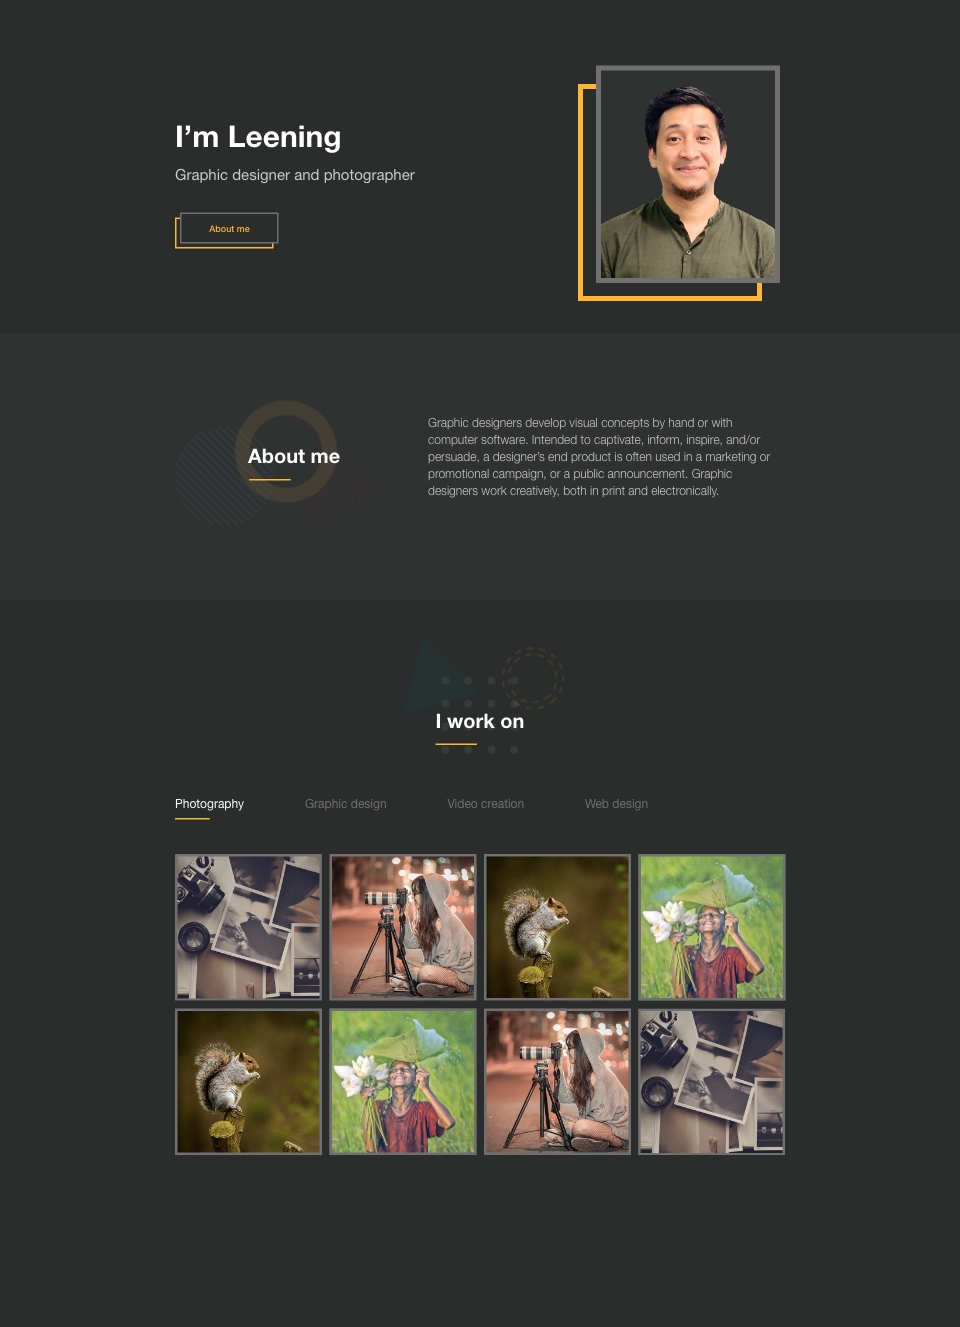 I’m Leening
Graphic designer and photographer
About me
About me
Graphic designers develop visual concepts by hand or with
computer software. Intended to captivate, inform, inspire, and/or
persuade, a designer’s end product is often used in a marketing or
promotional campaign, or a public announcement. Graphic
designers work creatively, both in print and electronically.
I work on
Photography
Graphic design
Video creation
Web design